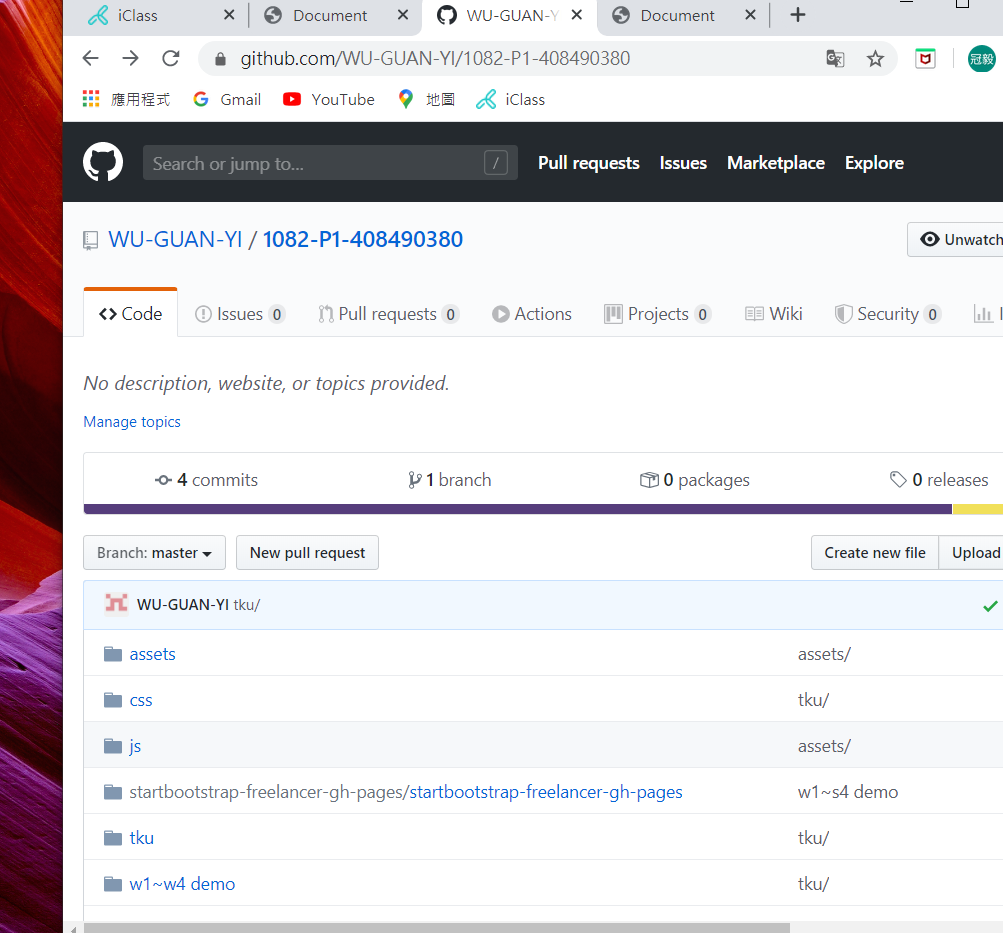 iClass
Document
WU-GUAN-Y
Document
github.com/WU-GUAN-YI/1082-P1-408490380
冠毅
應用程式
Gmail
YouTube
地圖
iClass
Search or jump to...
/
Pull requests
Issues
Marketplace
Explore
WU-GUAN-YI / 1082-P1-408490380
Unwatch
Code
Issues 0
Pull requests 0
Actions
Projects 0
Wiki
Security 0
No description, website, or topics provided.
Manage topics
4 commits
1 branch
0 packages
0 releases
Branch: master
New pull request
Create new file
Upload
WU-GUAN-YI tku/
assets assets/
css tku/
js assets/
startbootstrap-freelancer-gh-pages/startbootstrap-freelancer-gh-pages w1~s4 demo
tku tku/
w1~w4 demo tku/